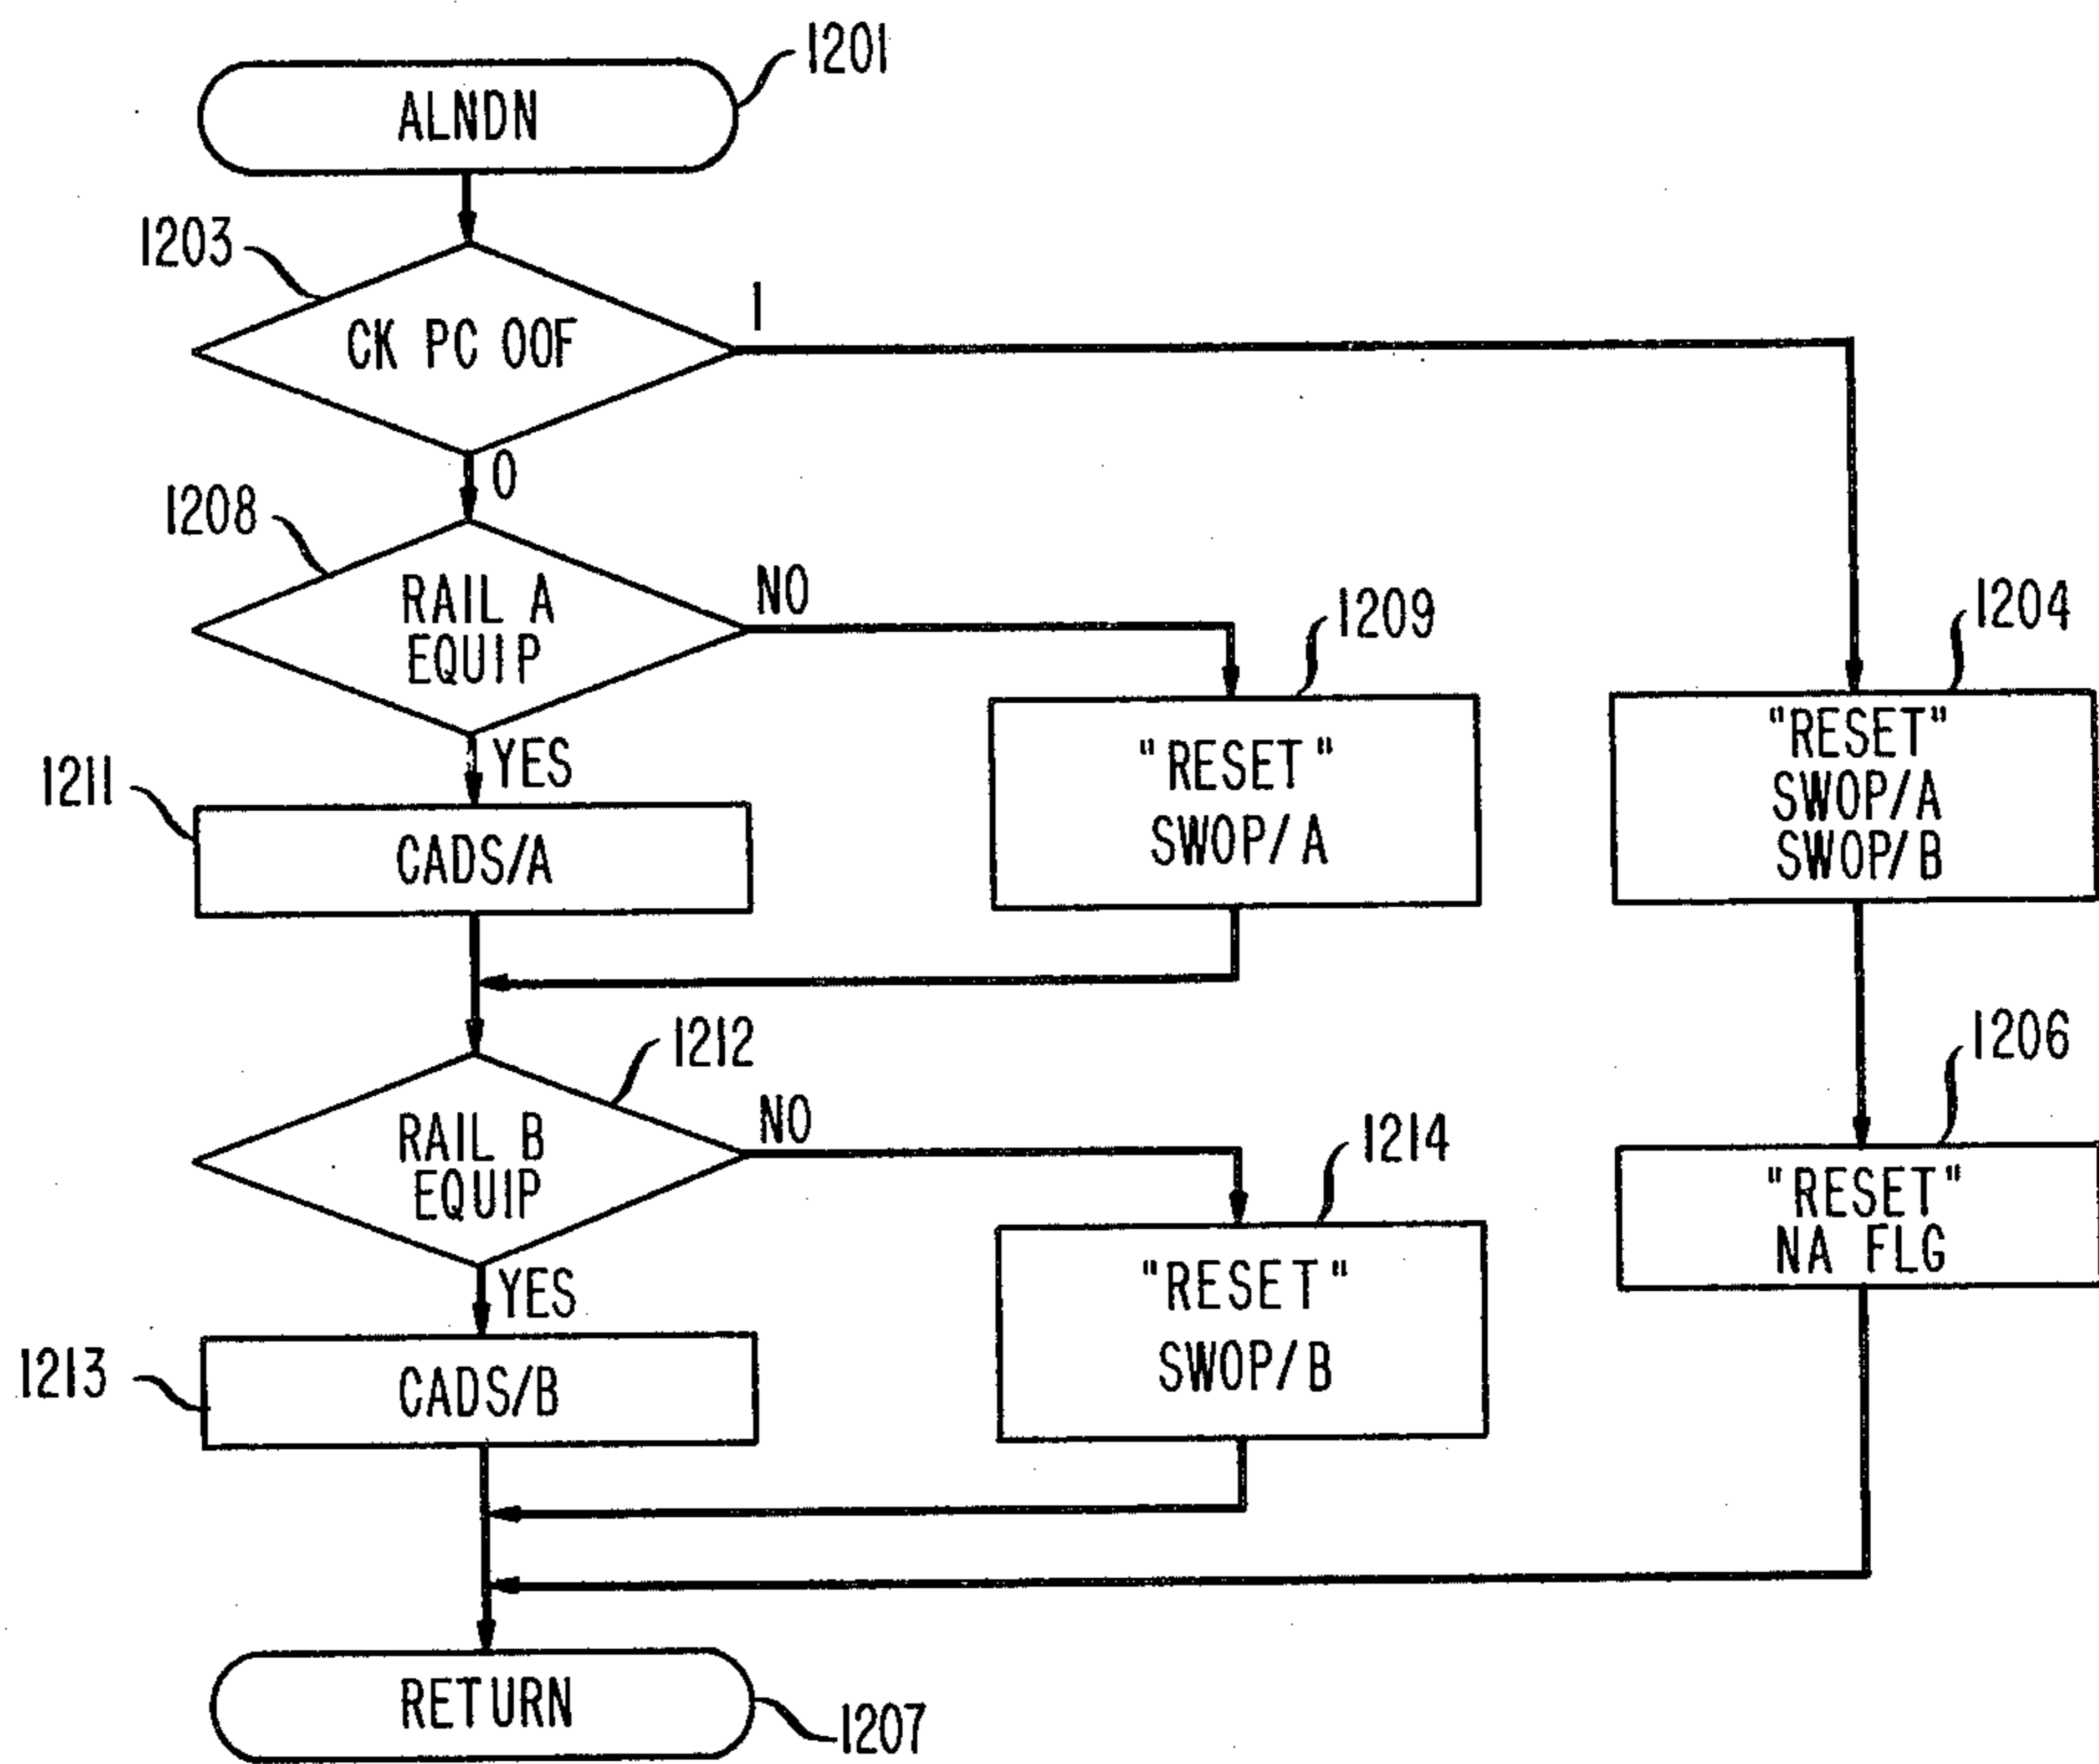 1201
ALNDN
1203
CK PC OOF
1
0
1208
RAIL A
EQUIP
NO
1209
1204
"RESET"
SWOP/A
SWOP/B
YES
1211
CADS/A
"RESET"
SWOP/A
1212
RAIL B
EQUIP
NO
1214
1206
"RESET"
NA FLG
YES
1213
CADS/B
"RESET"
SWOP/B
RETURN
1207